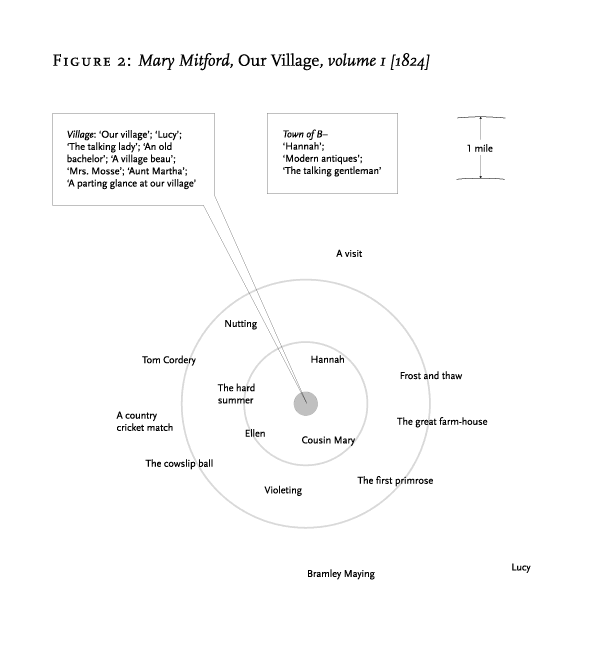 FIGURE 2: Mary Mitford, Our Village, volume 1 [1824]
Village: ‘Our village’; ‘Lucy’;
‘The talking lady’; ‘An old
bachelor’; ‘A village beau’;
‘Mrs. Mosse’; ‘Aunt Martha’;
‘A parting glance at our village’
Town of B–
‘Hannah’;
‘Modern antiques’;
‘The talking gentleman’
1 mile
A visit
Nutting
Tom Cordery
Hannah
Frost and thaw
The hard
summer
A country
cricket match
The great farm-house
Ellen
Cousin Mary
The cowslip ball
The first primrose
Violeting
Bramley Maying
Lucy